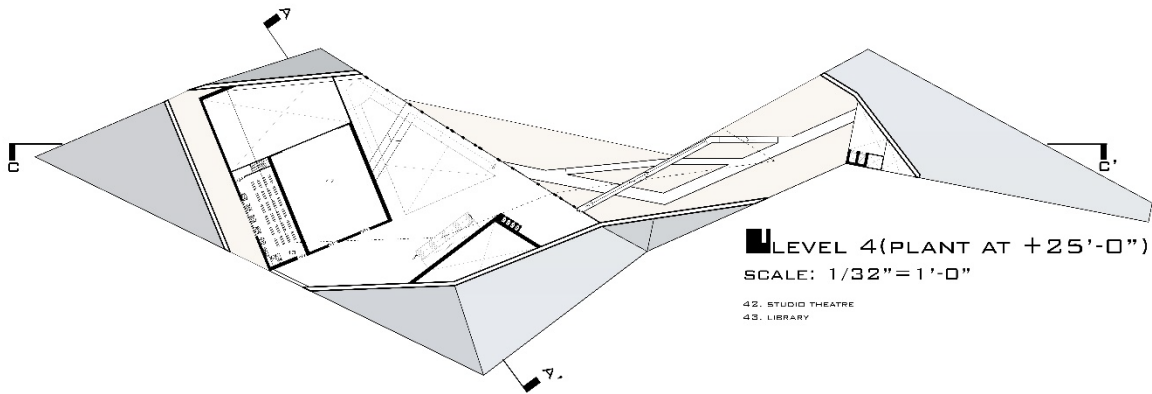 A
C
C'
LEVEL 4(PLANT AT +25'-0")
SCALE: 1/32"=1'-0"
42. STUDIO THEATRE
43. LIBRARY
A'